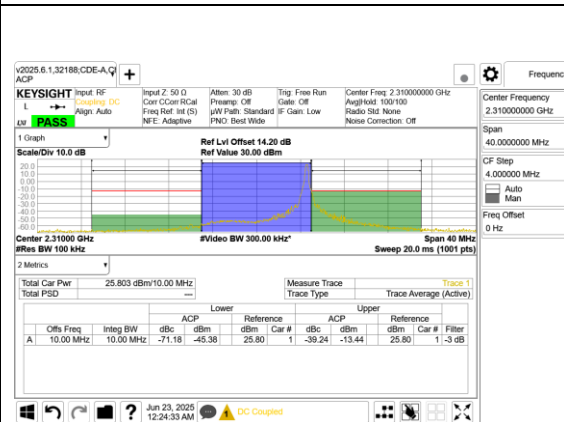 v2025.6.1,32188;CDE-A,C
ACP
KEYSIGHT Input: RF Input Z: 50 Ω Atten: 30 dB Trig: Free Run Center Freq: 2.310000000 GHz
L Coupling: DC Corr CCorr RCal Preamp: Off Gate: Off Avg|Hold: 100/100
Align: Auto Freq Ref: Int (S) µW Path: Standard IF Gain: Low Radio Std: None
PASS NFE: Adaptive PNO: Best Wide Noise Correction: Off
Frequenc
Center Frequency
2.310000000 GHz
Span
40.0000000 MHz
CF Step
4.000000 MHz
Auto
Man
Freq Offset
0 Hz
1 Graph
Scale/Div 10.0 dB
Ref Lvl Offset 14.20 dB
Ref Value 30.00 dBm
20.0
10.0
0.00
-10.0
-20.0
-30.0
-40.0
-50.0
-60.0
Center 2.31000 GHz #Video BW 300.00 kHz* Span 40 MHz
#Res BW 100 kHz Sweep 20.0 ms (1001 pts)
2 Metrics
Total Car Pwr 25.803 dBm/10.00 MHz Measure Trace Trace 1
Total PSD --- Trace Type Trace Average (Active)
Lower Upper
ACP Reference ACP Reference
Offs Freq Integ BW dBc dBm dBm Car # dBc dBm dBm Car # Filter
A 10.00 MHz 10.00 MHz -71.18 -45.38 25.80 1 -39.24 -13.44 25.80 1 -3 dB
? Jun 23, 2025
12:24:33 AM
DC Coupled